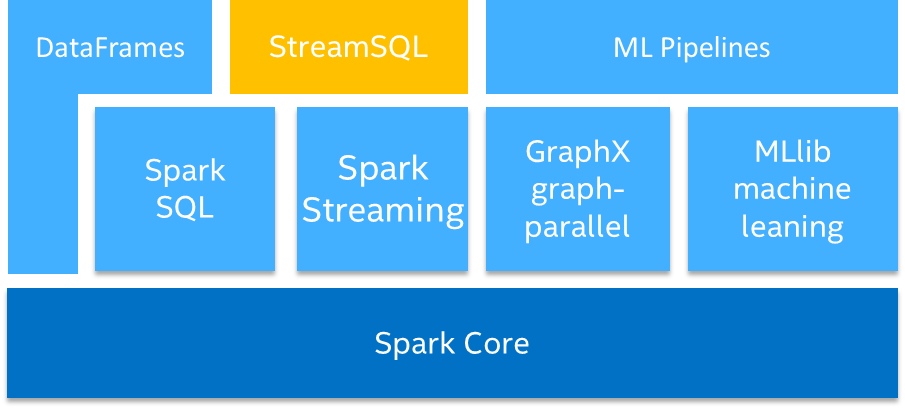 DataFrames
StreamSQL
ML Pipelines
Spark
SQL
Spark
Streaming
GraphX
graph-
parallel
MLlib
machine
leaning
Spark Core